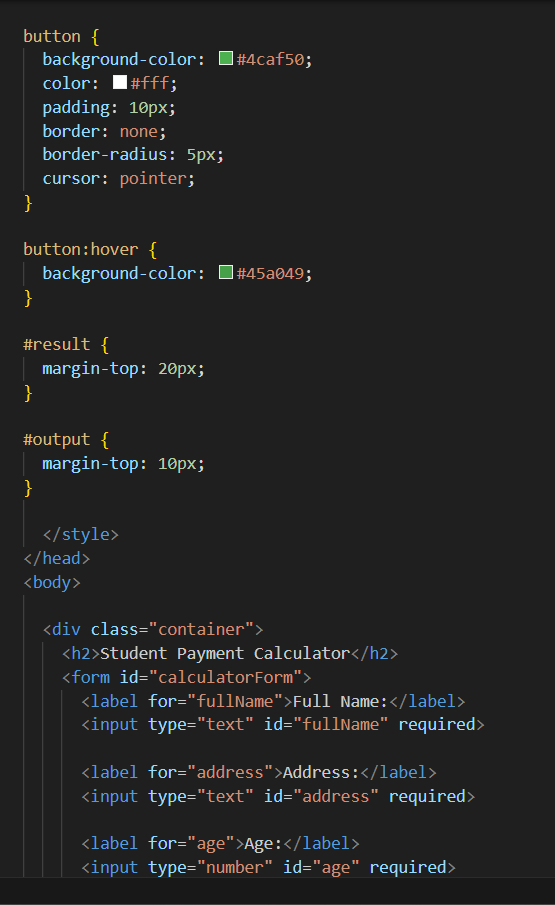 button {
background-color: #4caf50;
color: #fff;
padding: 10px;
border: none;
border-radius: 5px;
cursor: pointer;
}
button:hover {
background-color: #45a049;
}
#result {
margin-top: 20px;
}
#output {
margin-top: 10px;
}
</style>
</head>
<body>
<div class="container">
<h2>Student Payment Calculator</h2>
<form id="calculatorForm">
<label for="fullName">Full Name:</label>
<input type="text" id="fullName" required>
<label for="address">Address:</label>
<input type="text" id="address" required>
<label for="age">Age:</label>
<input type="number" id="age" required>